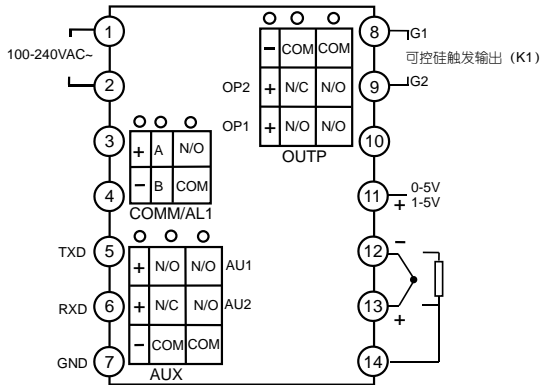 1
100-240VAC~
2
3
4
TXD 5
RXD 6
GND 7
8 G1
可控硅触发输出（K1）
9 G2
10
11 0-5V
+ 1-5V
12 −
13 +
14
− COM COM
OP2 + N/C N/O
OP1 + N/O N/O
OUTP
+ A N/O
− B COM
COMM/AL1
+ N/O N/O AU1
+ N/C N/O AU2
− COM COM
AUX